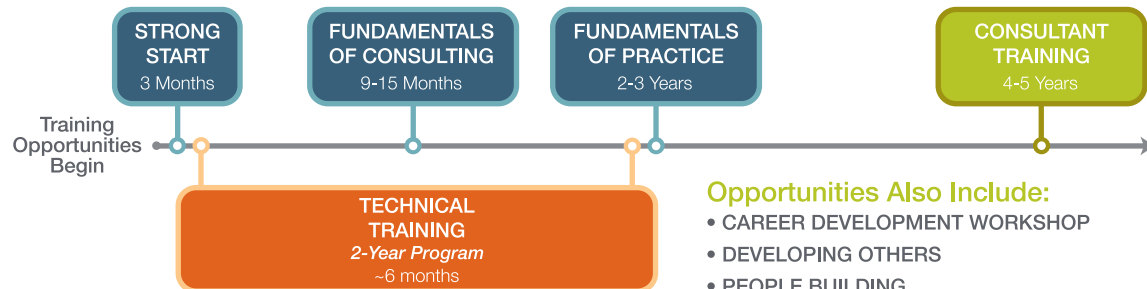 STRONG
START
3 Months
FUNDAMENTALS
OF CONSULTING
9-15 Months
FUNDAMENTALS
OF PRACTICE
2-3 Years
CONSULTANT
TRAINING
4-5 Years
Training
Opportunities
Begin
TECHNICAL
TRAINING
2-Year Program
~6 months
Opportunities Also Include:
• CAREER DEVELOPMENT WORKSHOP
• DEVELOPING OTHERS
• PEOPLE BUILDING